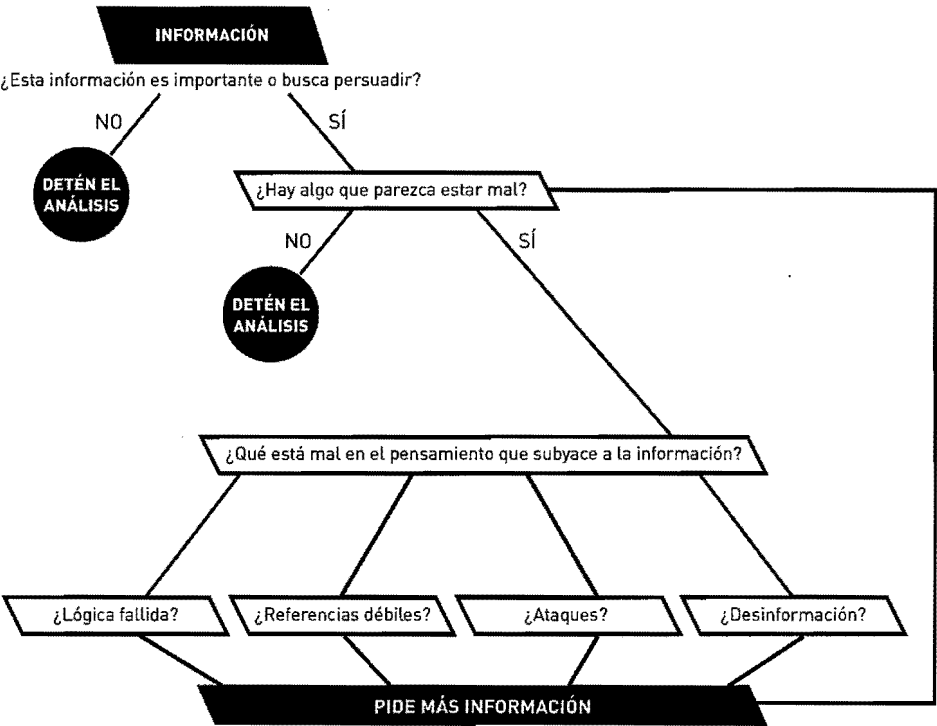 INFORMACIÓN
¿Esta información es importante o busca persuadir?
NO
SÍ
DETÉN EL
ANÁLISIS
¿Hay algo que parezca estar mal?
NO
SÍ
DETÉN EL
ANÁLISIS
¿Qué está mal en el pensamiento que subyace a la información?
¿Lógica fallida?
¿Referencias débiles?
¿Ataques?
¿Desinformación?
PIDE MÁS INFORMACIÓN